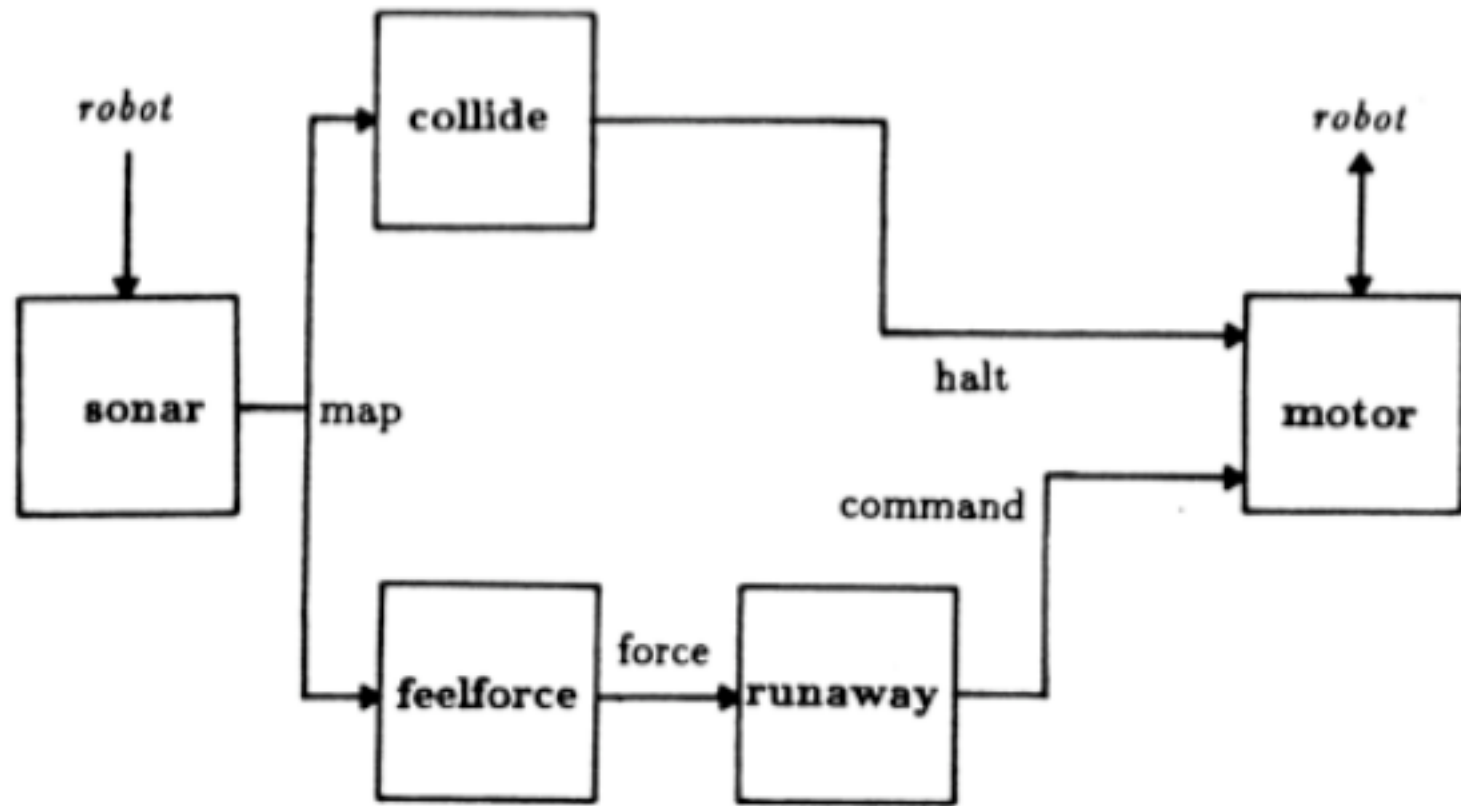 robot
collide
robot
sonar
map
halt
motor
command
feelforce
force
runaway